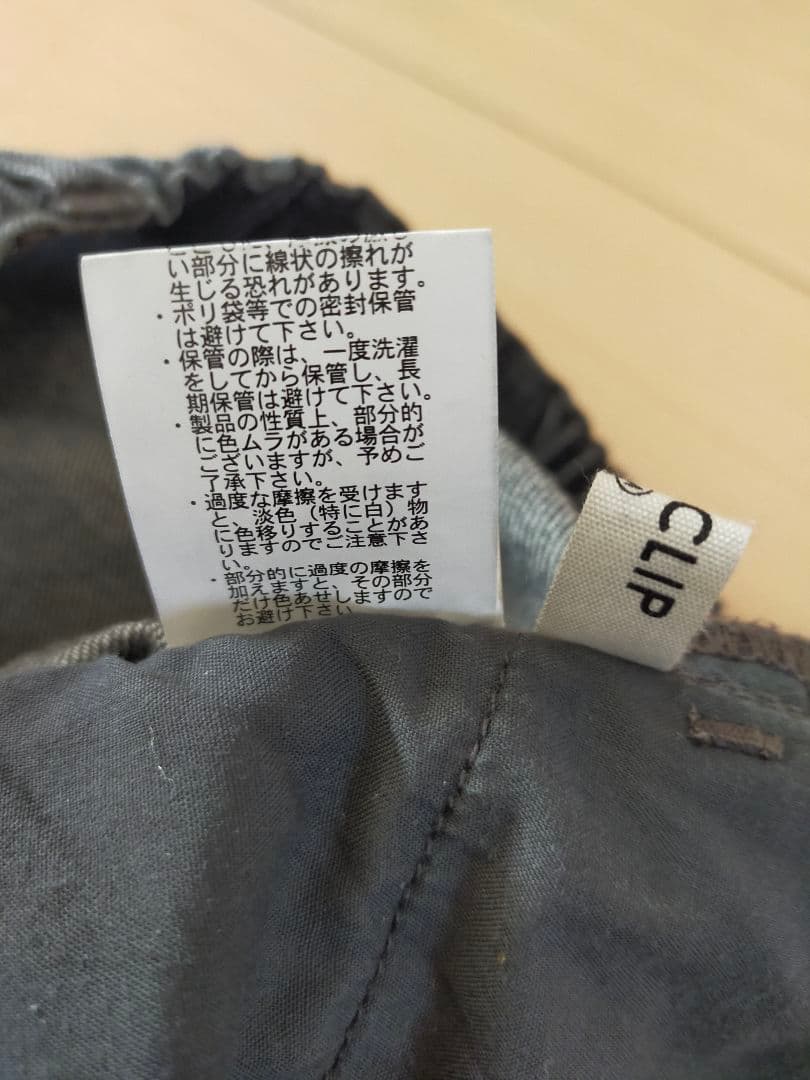 い部分に線状の擦れが
生じる恐れがあります。
・ポリ袋等での密封保管
は避けて下さい。
・保管の際は、一度洗濯
をしてから保管し、長
期保管は避けて下さい。
・製品の性質上、部分的
に色ムラがある場合が
ございますが、予めご
了承下さい。
・過度な摩擦を受けます
と、淡色（特に白）物
に色移りすることがあ
りますのでご注意下さ
い。
・部分的に過度の摩擦を
加えますと、その部分
だけ色あせしますので
お避け下さい
®
CLIP